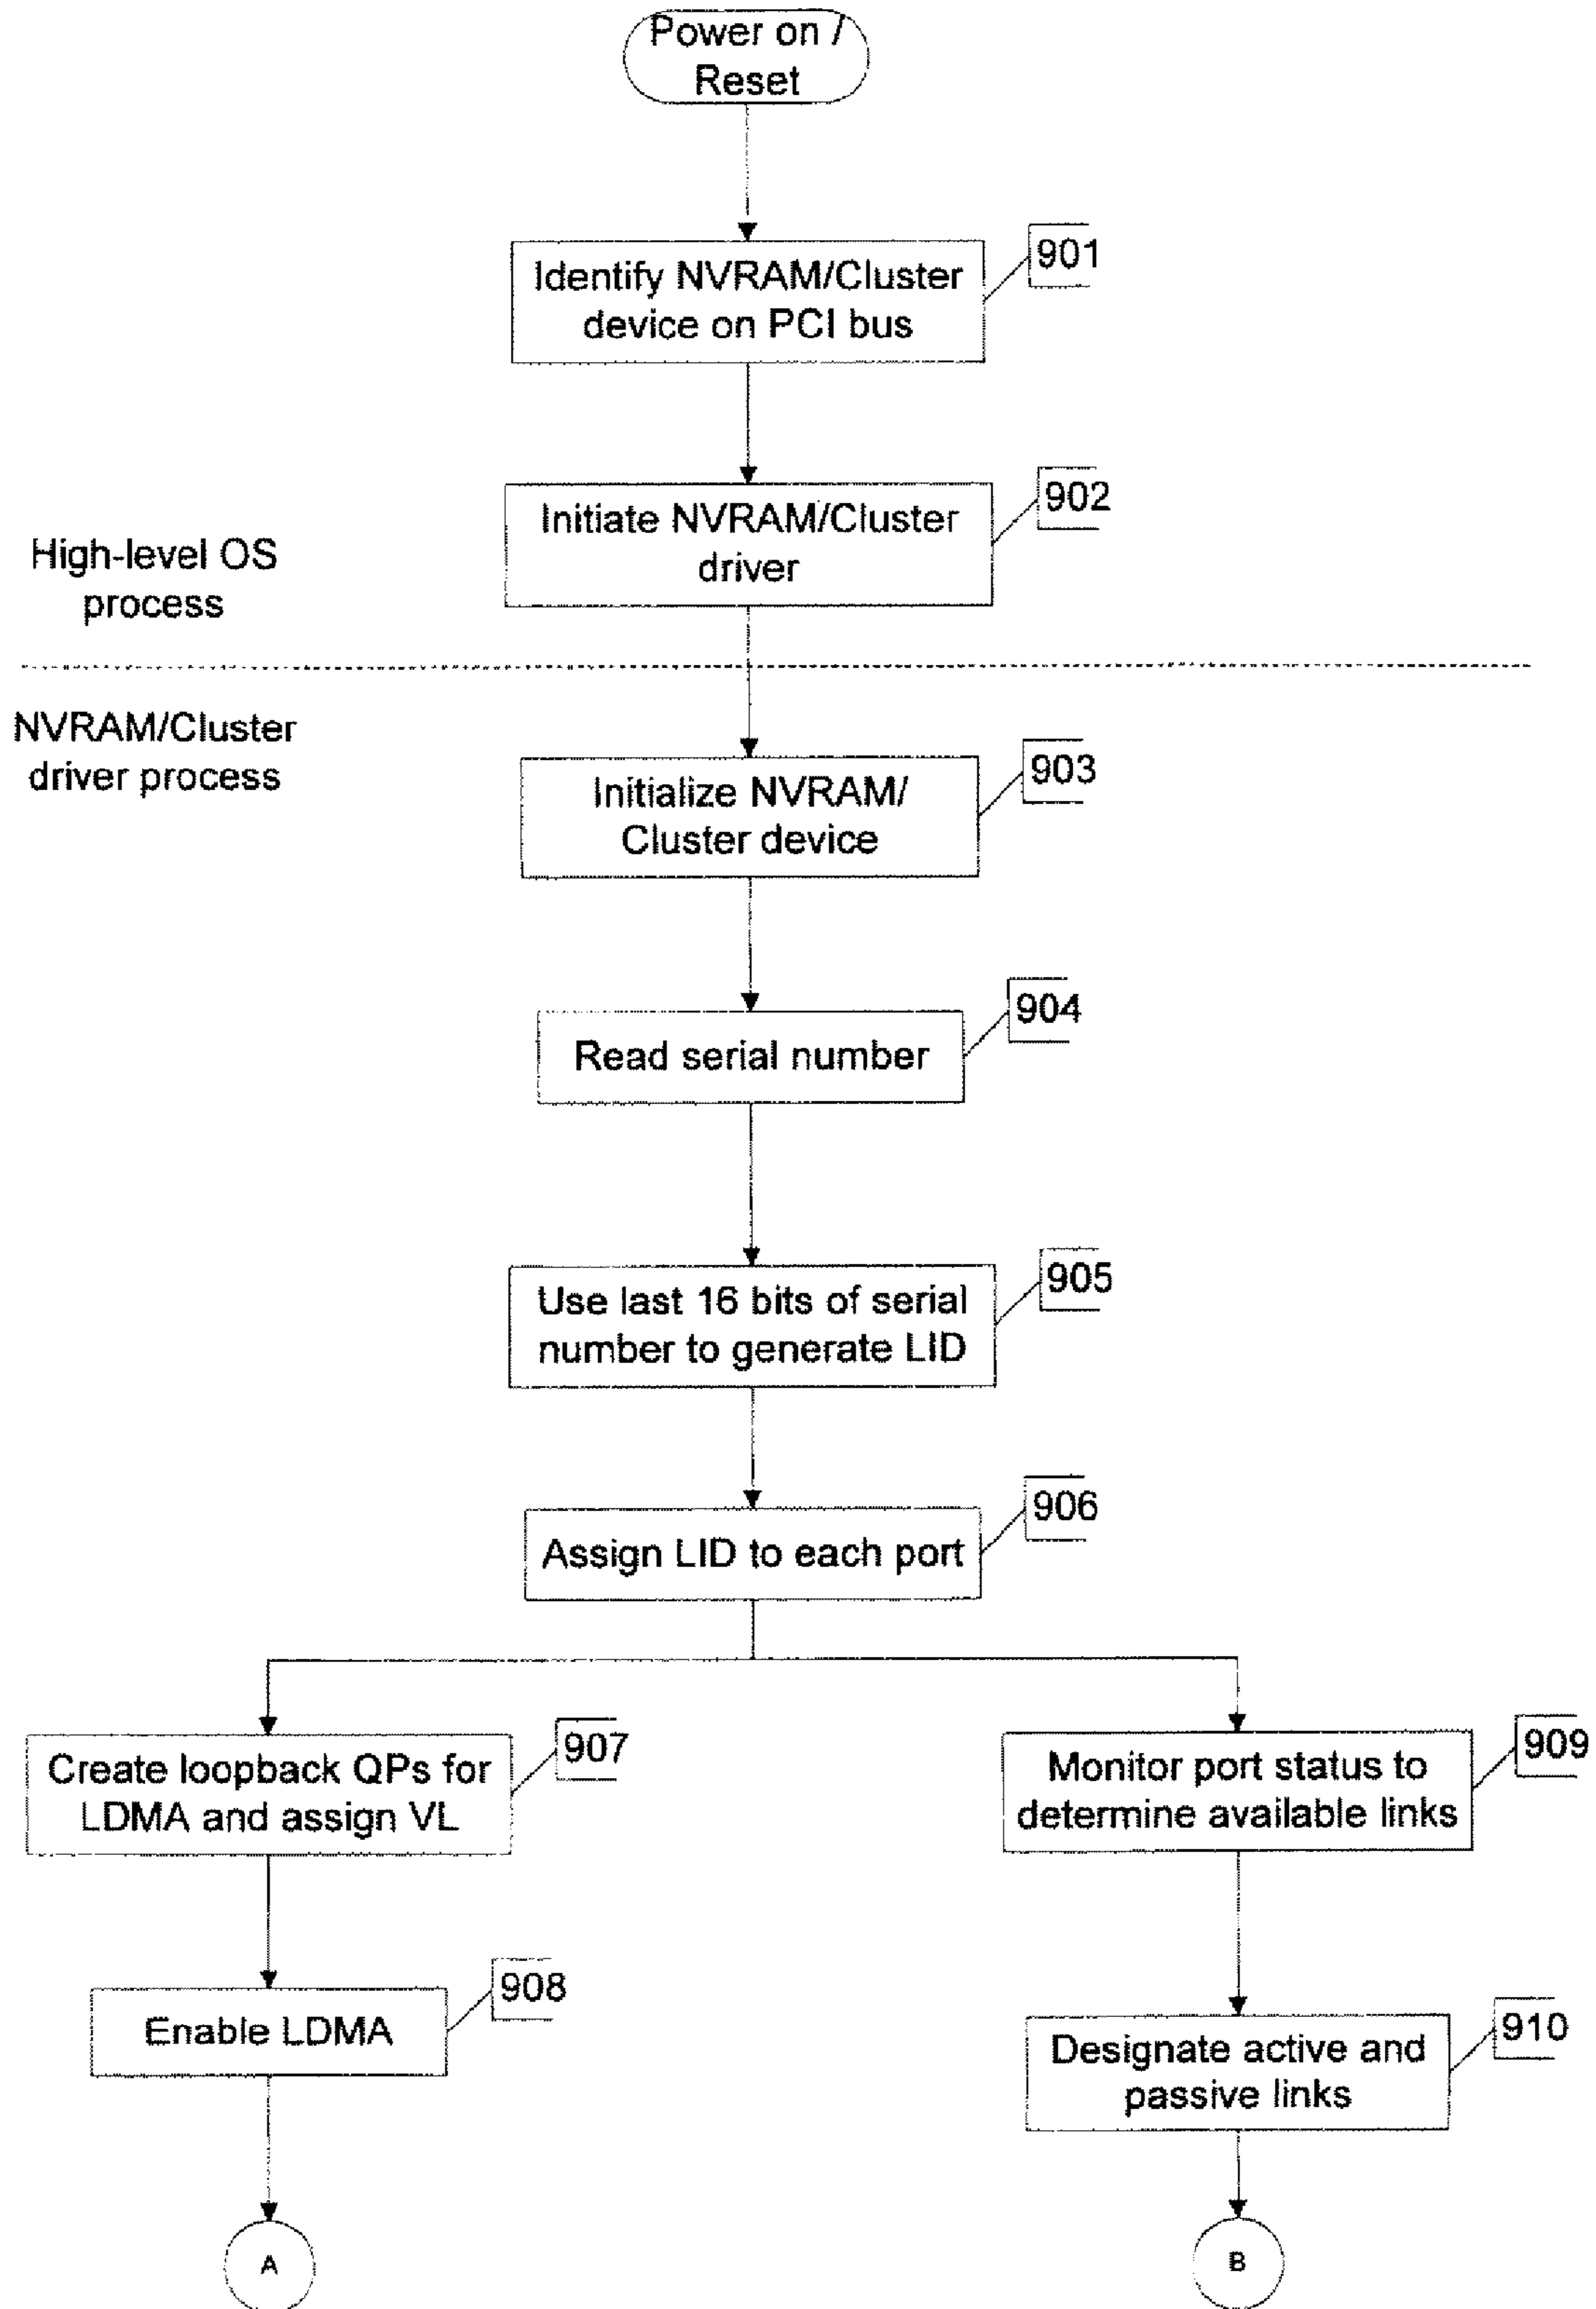 Power on /
Reset
901
Identify NVRAM/Cluster
device on PCI bus
902
Initiate NVRAM/Cluster
driver
High-level OS
process
NVRAM/Cluster
driver process
903
Initialize NVRAM/
Cluster device
904
Read serial number
905
Use last 16 bits of serial
number to generate LID
906
Assign LID to each port
907
Create loopback QPs for
LDMA and assign VL
909
Monitor port status to
determine available links
908
Enable LDMA
910
Designate active and
passive links
A
B